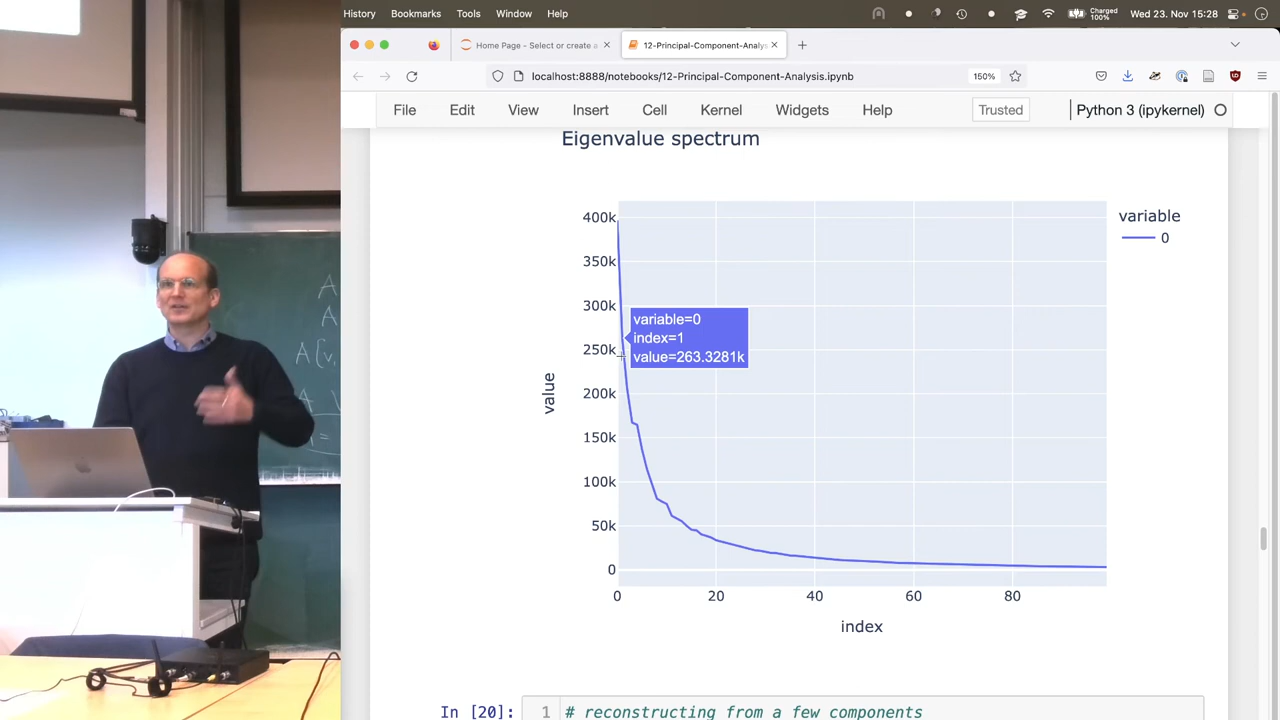 History Bookmarks Tools Window Help
Charged
100%
Wed 23. Nov 15:28
Home Page - Select or create a
12-Principal-Component-Analys
localhost:8888/notebooks/12-Principal-Component-Analysis.ipynb
150%
File Edit View Insert Cell Kernel Widgets Help
Trusted
Python 3 (ipykernel)
Eigenvalue spectrum
400k
350k
300k
250k
200k
150k
100k
50k
0
value
variable=0
index=1
value=263.3281k
variable
0
0 20 40 60 80
index
In [20]:
1 # reconstructing from a few components
A
A
A
A